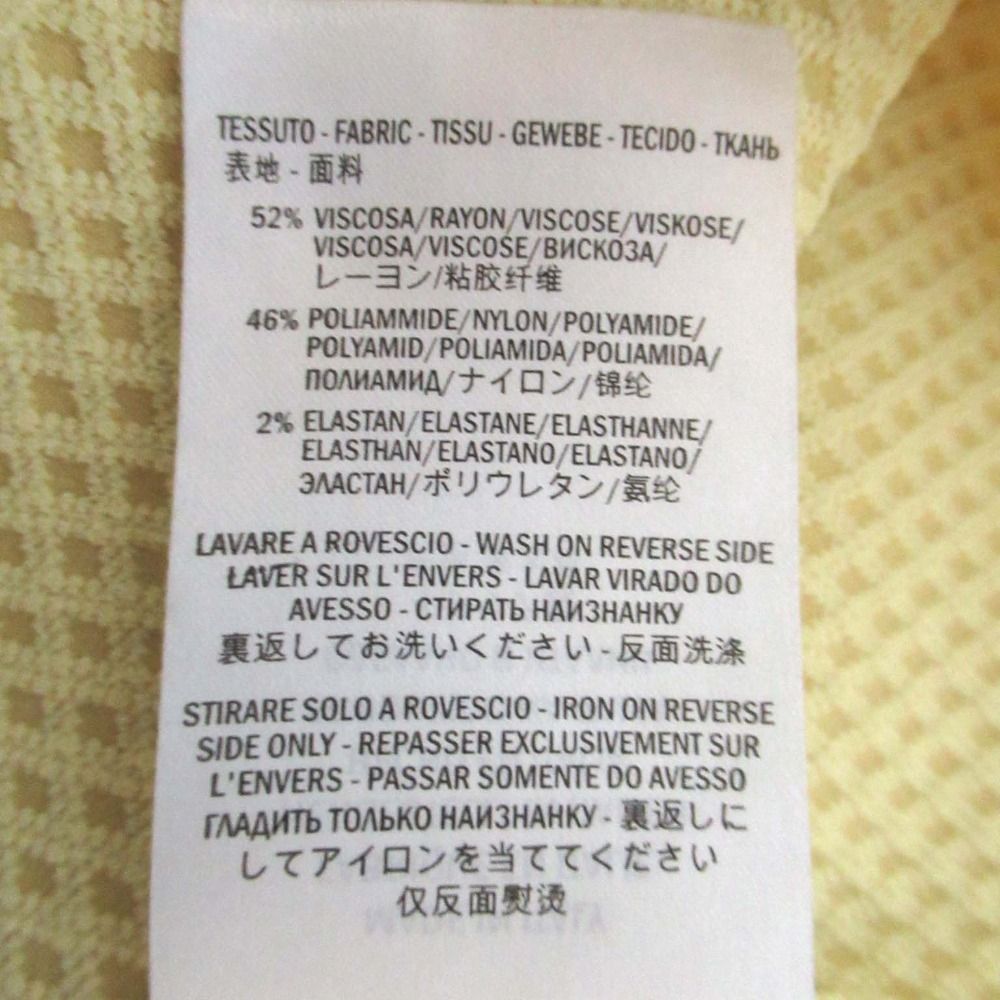 TESSUTO - FABRIC - TISSU - GEWEBE - TECIDO - ТКАНЬ
表地 - 面料
52% VISCOSA/RAYON/VISCOSE/VISKOSE/
VISCOSA/VISCOSE/ВИСКОЗА/
レーヨン/粘胶纤维
46% POLIAMMIDE/NYLON/POLYAMIDE/
POLYAMID/POLIAMIDA/POLIAMIDA/
ПОЛИАМИД/ナイロン/锦纶
2% ELASTAN/ELASTANE/ELASTHANNE/
ELASTHAN/ELASTANO/ELASTANO/
ЭЛАСТАН/ポリウレタン/氨纶
LAVARE A ROVESCIO - WASH ON REVERSE SIDE
LAVER SUR L'ENVERS - LAVAR VIRADO DO
AVESSO - СТИРАТЬ НАИЗНАНКУ
裏返してお洗いください - 反面洗涤
STIRARE SOLO A ROVESCIO - IRON ON REVERSE
SIDE ONLY - REPASSER EXCLUSIVEMENT SUR
L'ENVERS - PASSAR SOMENTE DO AVESSO
ГЛАДИТЬ ТОЛЬКО НАИЗНАНКУ - 裏返しに
してアイロンを当ててください
仅反面熨烫